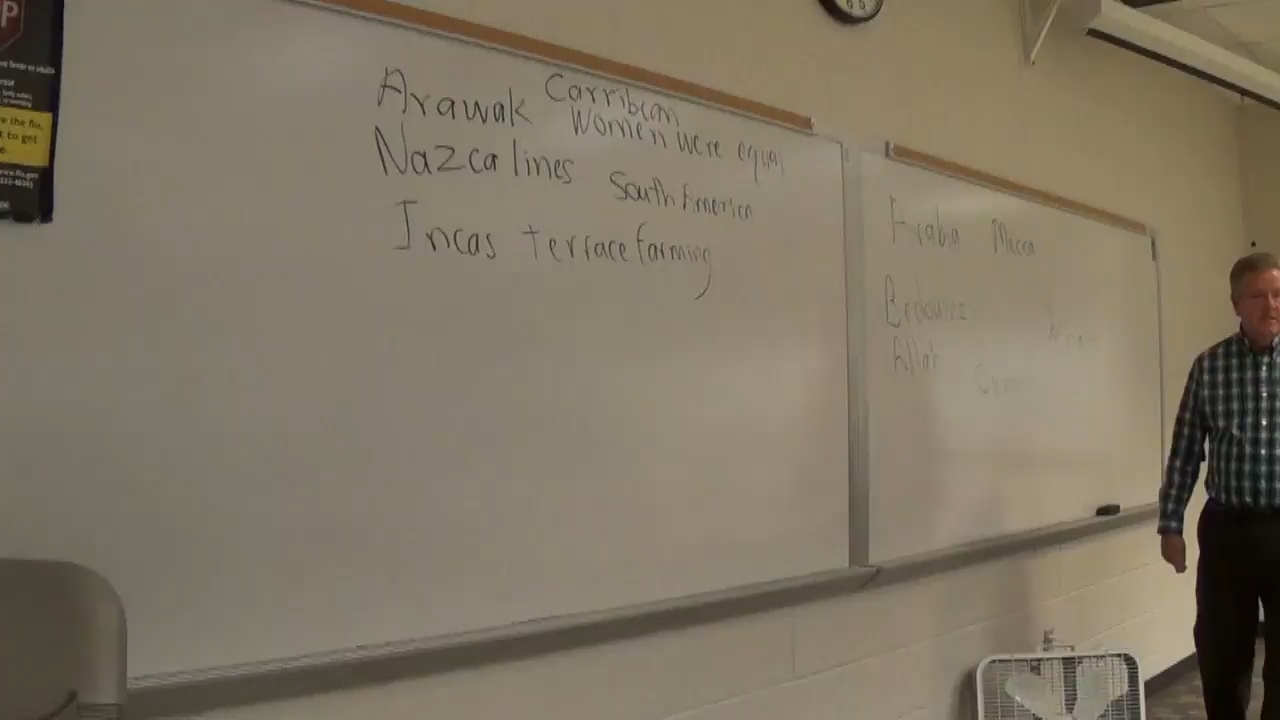 P
Arawak Carribean
Women were equal
Nazca lines South America
Incas terrace farming
Arabia Mecca
Bedouins
Allah